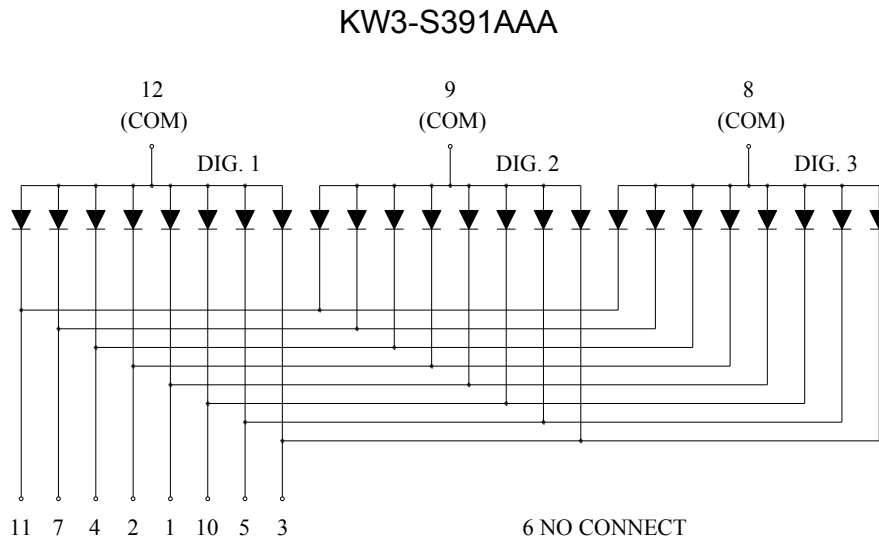 KW3-S391AAA
12 9 8
(COM) (COM) (COM)
DIG. 1 DIG. 2 DIG. 3
11 7 4 2 1 10 5 3 6 NO CONNECT